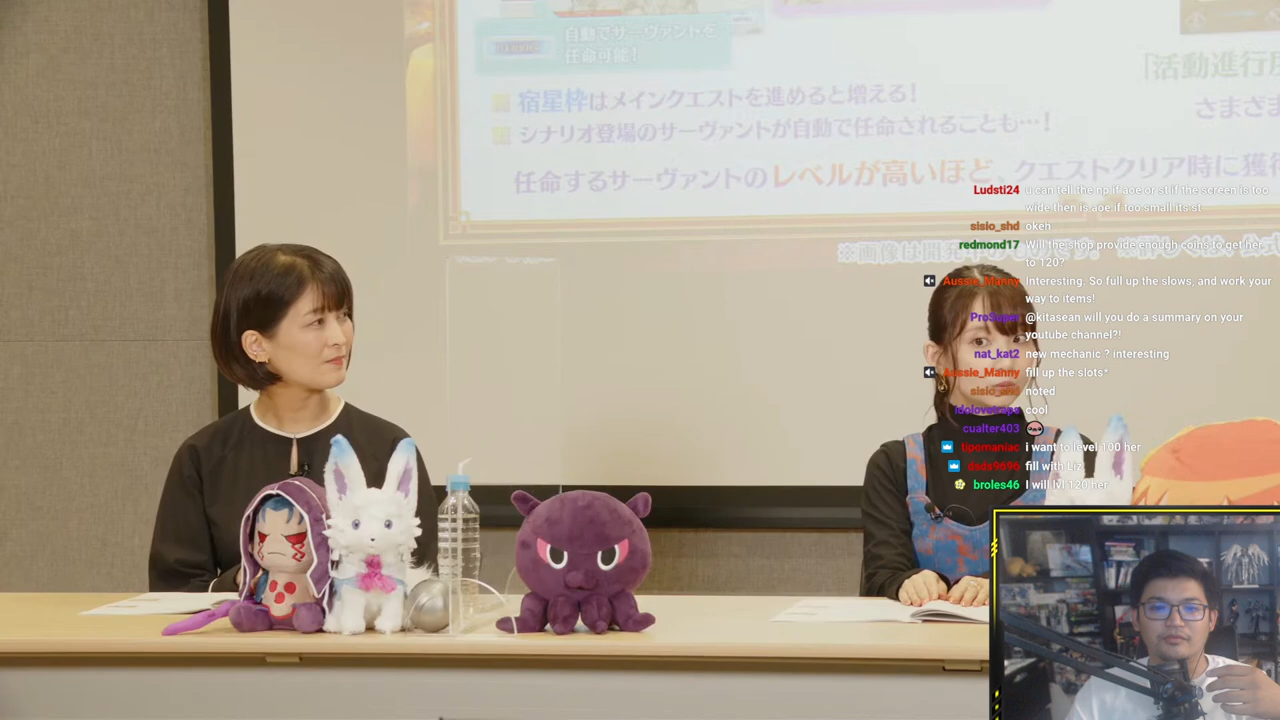 自動でサーヴァントを
任命可能!
宿星枠はメインクエストを進めると増える!
シナリオ登場のサーヴァントが自動で任命されることも…!
任命するサーヴァントのレベルが高いほど、クエストクリア時に獲得
「活動進行度
さまざま
Ludsti24 u can tell the np if aoe or st if the screen is too
wide then is aoe if too small its st
sisio_shd okeh
redmond17 Will the shop provide enough coins to get her
to 120?
Aussie_Manny Interesting. So full up the slows, and work your
way to items!
ProSuper @kitasean will you do a summary on your
youtube channel?!
nat_kat2 new mechanic ? interesting
Aussie_Manny fill up the slots*
sisio_shd noted
idolovetraps cool
cualter403
tipomaniac i want to level 100 her
dsds9696 fill with Liz
broles46 I will lvl 120 her